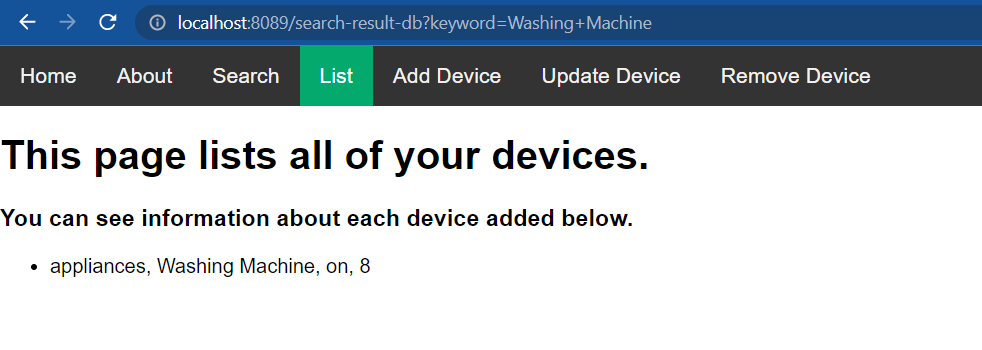 localhost:8089/search-result-db?keyword=Washing+Machine
Home About Search List Add Device Update Device Remove Device
This page lists all of your devices.
You can see information about each device added below.
• appliances, Washing Machine, on, 8